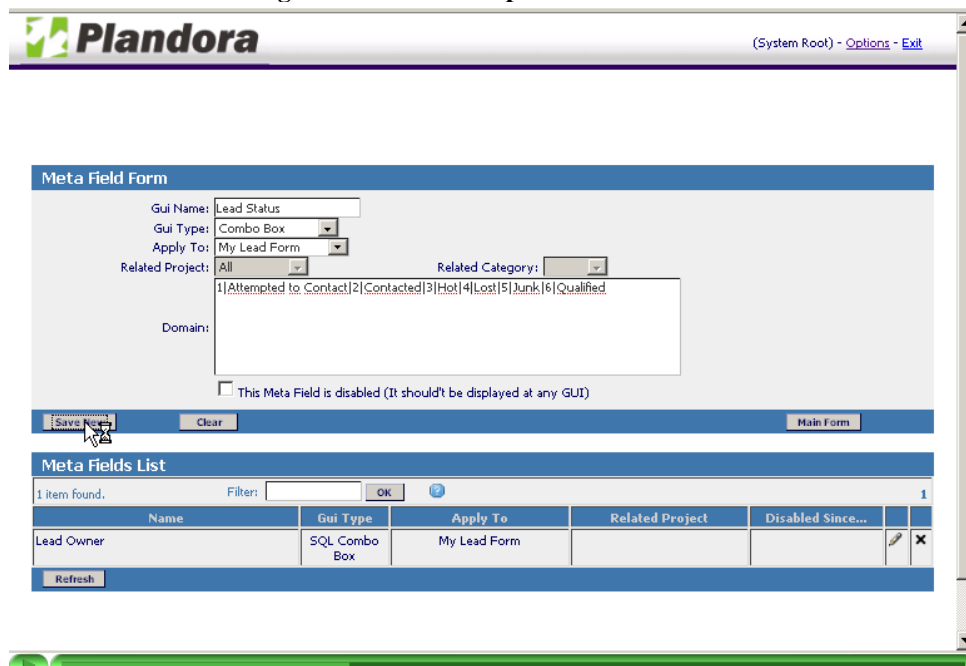 Plandora
(System Root) - Options - Exit
Meta Field Form
Gui Name: Lead Status
Gui Type: Combo Box
Apply To: My Lead Form
Related Project: All Related Category:
Domain: 1|Attempted to Contact|2|Contacted|3|Hot|4|Lost|5|Junk|6|Qualified
This Meta Field is disabled (It should't be displayed at any GUI)
Save New Clear Main Form
Meta Fields List
1 item found. Filter: OK 1
Name Gui Type Apply To Related Project Disabled Since...
Lead Owner SQL Combo Box My Lead Form
Refresh